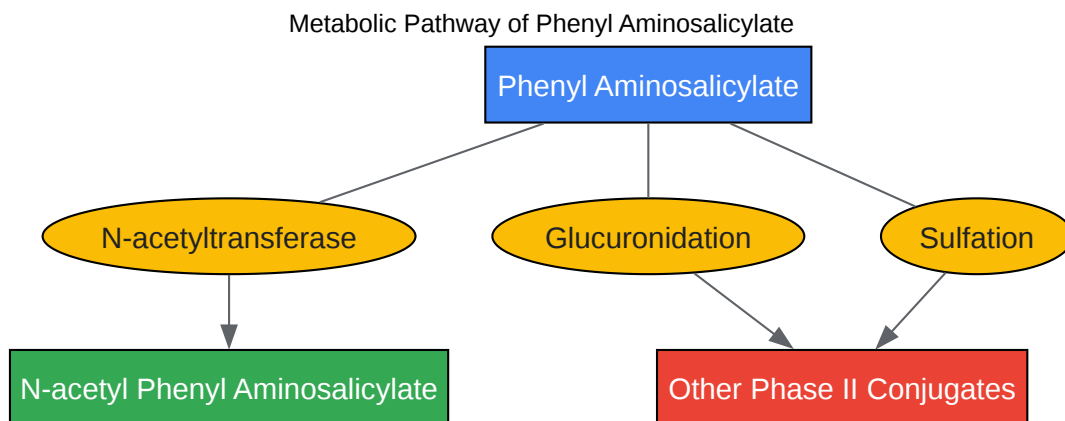 Metabolic Pathway of Phenyl Aminosalicylate
Phenyl Aminosalicylate
N-acetyltransferase
Glucuronidation
Sulfation
N-acetyl Phenyl Aminosalicylate
Other Phase II Conjugates